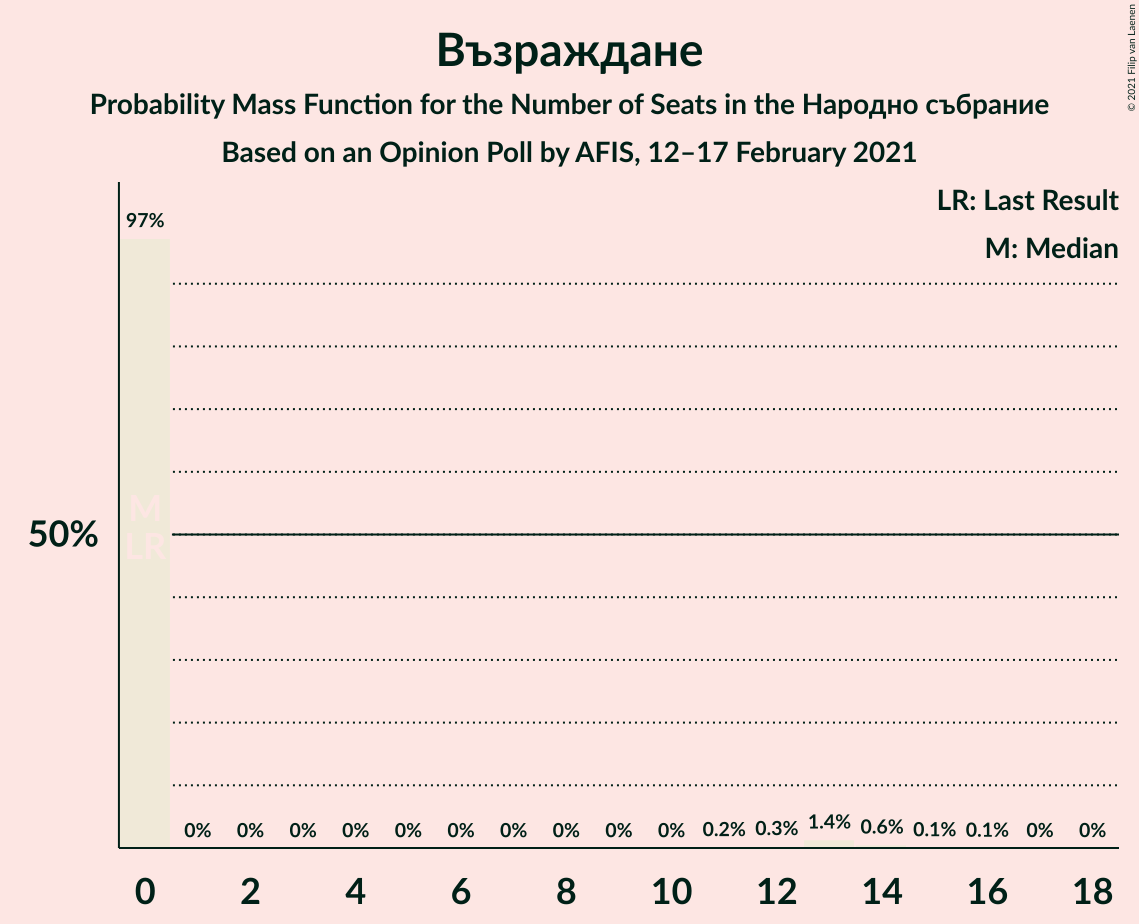 Възраждане
Probability Mass Function for the Number of Seats in the Народно събрание
Based on an Opinion Poll by AFIS, 12–17 February 2021
© 2021 Filip van Laenen
LR: Last Result
M: Median
97%
M
LR
50%
0% 0% 0% 0% 0% 0% 0% 0% 0% 0% 0.2% 0.3% 1.4% 0.6% 0.1% 0.1% 0% 0%
0 2 4 6 8 10 12 14 16 18